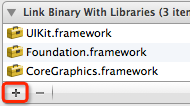 Link Binary With Libraries (3 iter
UIKit.framework
Foundation.framework
CoreGraphics.framework